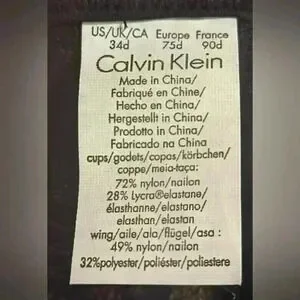 US/UK/CA Europe France
34d 75d 90d
Calvin Klein
Made in China/
Fabriqué en Chine/
Hecho en China/
Hergestellt in China/
Prodotto in China/
Fabricado na China
cups/godets/copas/körbchen/
coppe/meia-taça:
72% nylon/nailon
28% Lycra®elastane/
élasthanne/elastano/
elasthan/elastan
wing/aile/ala/flügel/asa:
49% nylon/nailon
32%polyester/poliéster/poliestere